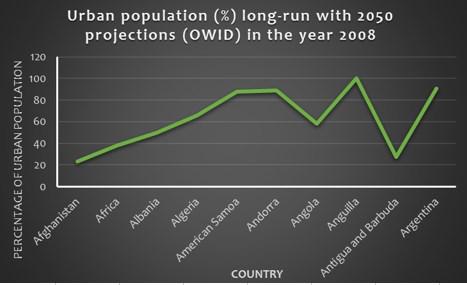 Urban population (%) long-run with 2050
projections (OWID) in the year 2008
PERCENTAGE OF URBAN POPULATION
120
100
80
60
40
20
0
Afghanistan
Africa
Albania
Algeria
American Samoa
Andorra
Angola
Anguilla
Antigua and Barbuda
Argentina
COUNTRY